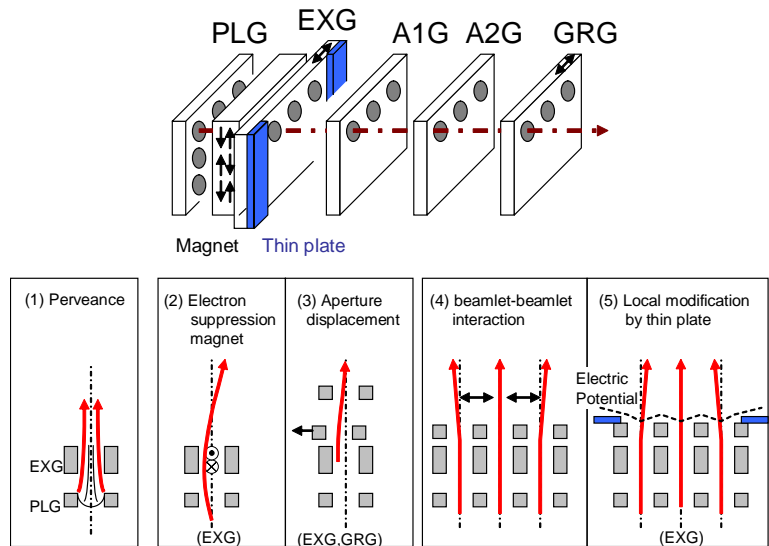 PLG
EXG
A1G
A2G
GRG
Magnet
Thin plate
(1) Perveance
EXG
PLG
(2) Electron
suppression
magnet
(EXG)
(3) Aperture
displacement
(EXG,GRG)
(4) beamlet-beamlet
interaction
(5) Local modification
by thin plate
Electric
Potential
(EXG)